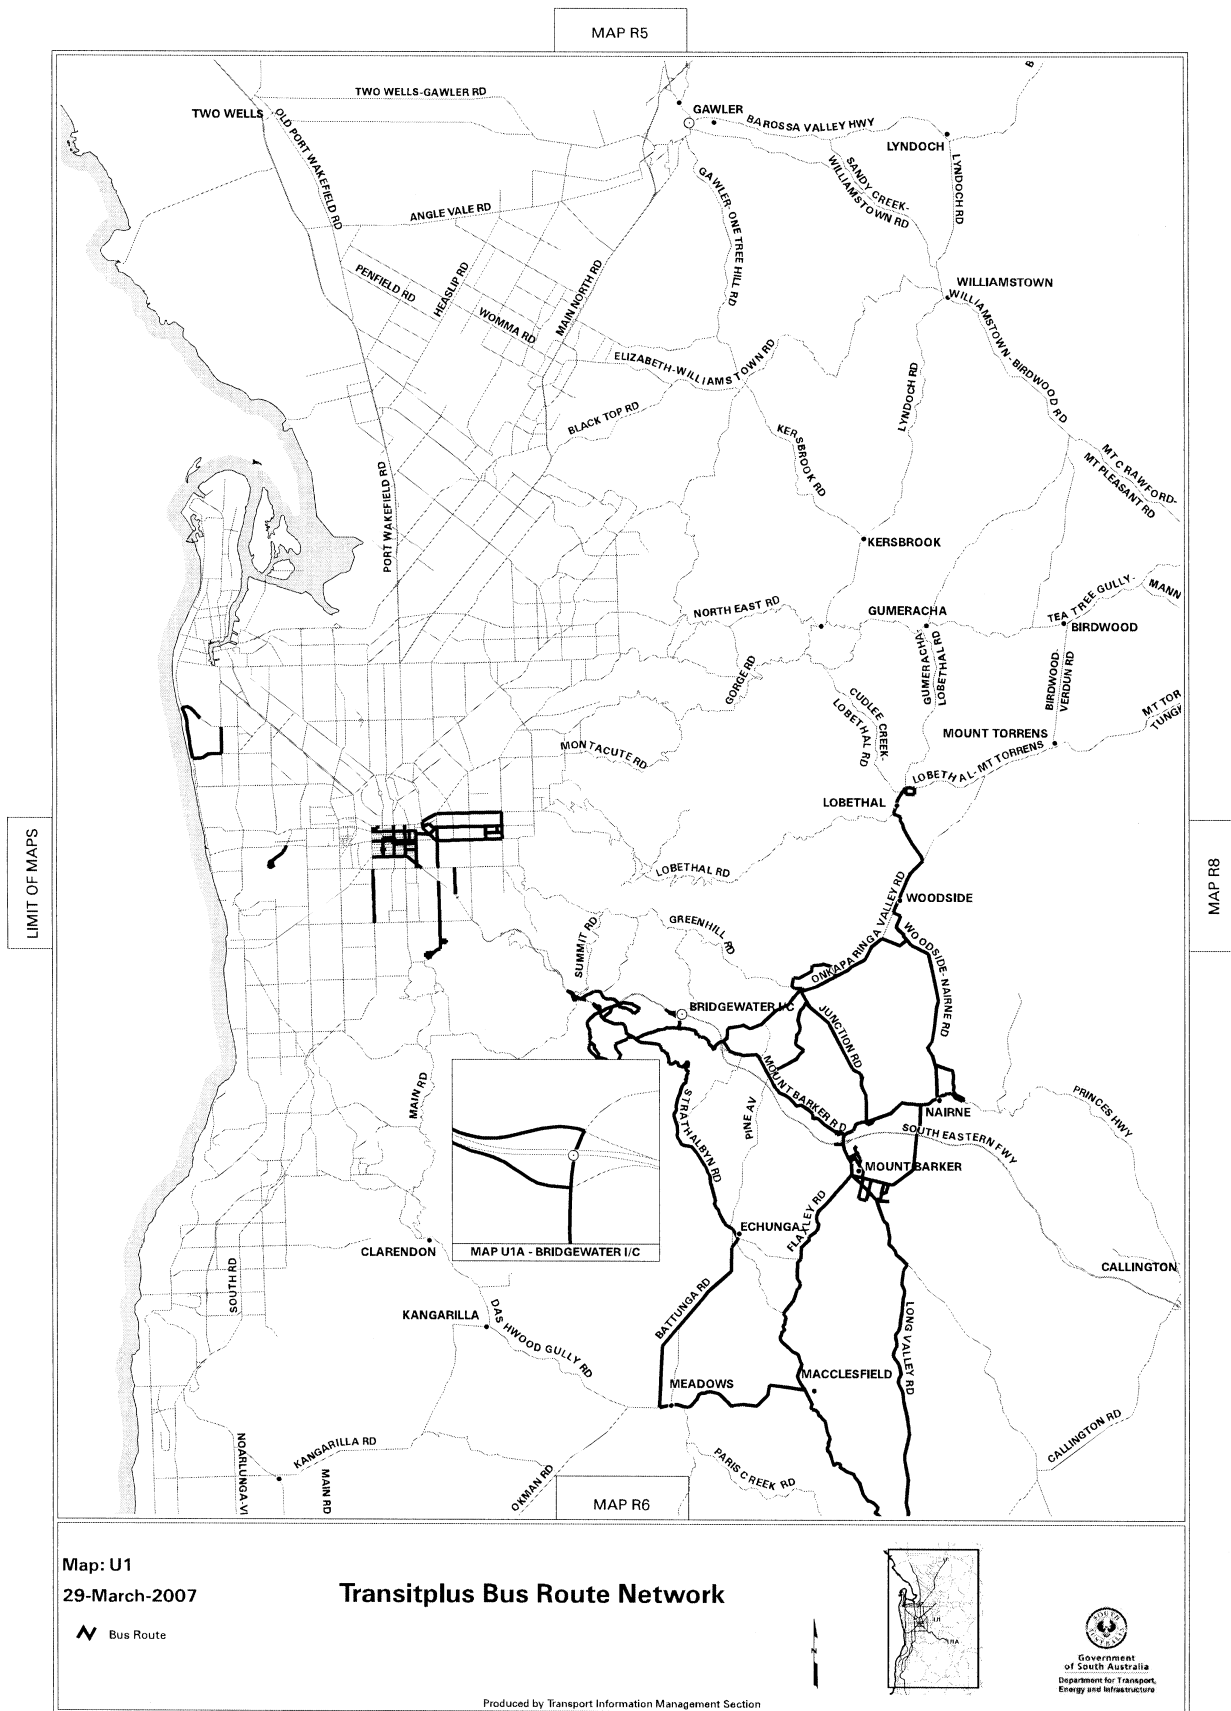 MAP R5
TWO WELLS-GAWLER RD
TWO WELLS
OLD PORT WAKEFIELD RD
GAWLER
BAROSSA VALLEY HWY
LYNDOCH
B
SANDY CREEK-
WILLIAMSTOWN RD
LYNDOCH RD
GAWLER-ONE TREE HILL RD
ANGLE VALE RD
PENFIELD RD
HEASLIP RD
WOMMA RD
MAIN NORTH RD
WILLIAMSTOWN
WILLIAMSTOWN-BIRDWOOD RD
ELIZABETH-WILLIAMSTOWN RD
BLACK TOP RD
LYNDOCH RD
KERSBROOK RD
MT CRAWFORD-
MT PLEASANT RD
PORT WAKEFIELD RD
KERSBROOK
NORTH EAST RD
GUMERACHA
TEA TREE GULLY-
MANN
BIRDWOOD
GUMERACHA-
LOBETHAL RD
BIRDWOOD-
VERDUN RD
GORGE RD
CUDLEE CREEK-
LOBETHAL RD
MT TOR
TUNGK
MOUNT TORRENS
MONTACUTE RD
LOBETHAL-MT TORRENS
LOBETHAL
LIMIT OF MAPS
MAP R8
LOBETHAL RD
WOODSIDE
GREENHILL RD
SUMMIT RD
ONKAPARINGA VALLEY RD
WOODSIDE-NAIRNE RD
BRIDGEWATER I/C
JUNCTION RD
MOUNT BARKER RD
MAIN RD
STRATHALBYN RD
PINE AV
NAIRNE
PRINCES HWY
SOUTH EASTERN FWY
MOUNT BARKER
ECHUNGA
FLAXLEY RD
CLARENDON
MAP U1A - BRIDGEWATER I/C
CALLINGTON
SOUTH RD
KANGARILLA
DASHWOOD GULLY RD
BATTUNGA RD
LONG VALLEY RD
MEADOWS
MACCLESFIELD
NOARLUNGA-VI
KANGARILLA RD
MAIN RD
OKMAN RD
PARIS CREEK RD
CALLINGTON RD
MAP R6
Map: U1
29-March-2007
Bus Route
Transitplus Bus Route Network
N
U1
U1A
SOUTH AUSTRALIA
Government
of South Australia
Department for Transport,
Energy and Infrastructure
Produced by Transport Information Management Section